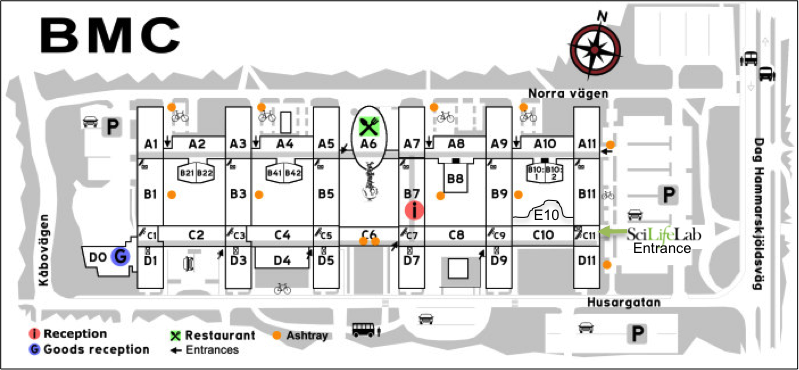 BMC
N
Norra vägen
P
A1 A2 A3 A4 A5 A6 A7 A8 A9 A10 A11
B21 B22 B41 B42 B8 B10:1 B10:2
B1 B3 B5 B7 B9 B11
P
i
E10
C1 C2 C3 C4 C5 C6 C7 C8 C9 C10 C11
SciLifeLab
Entrance
DO G D1 D3 D4 D5 D7 D9 D11
Kåbovägen
Dag Hammarskjöldsväg
Husargatan
P
i Reception
Restaurant
Ashtray
G Goods reception
Entrances